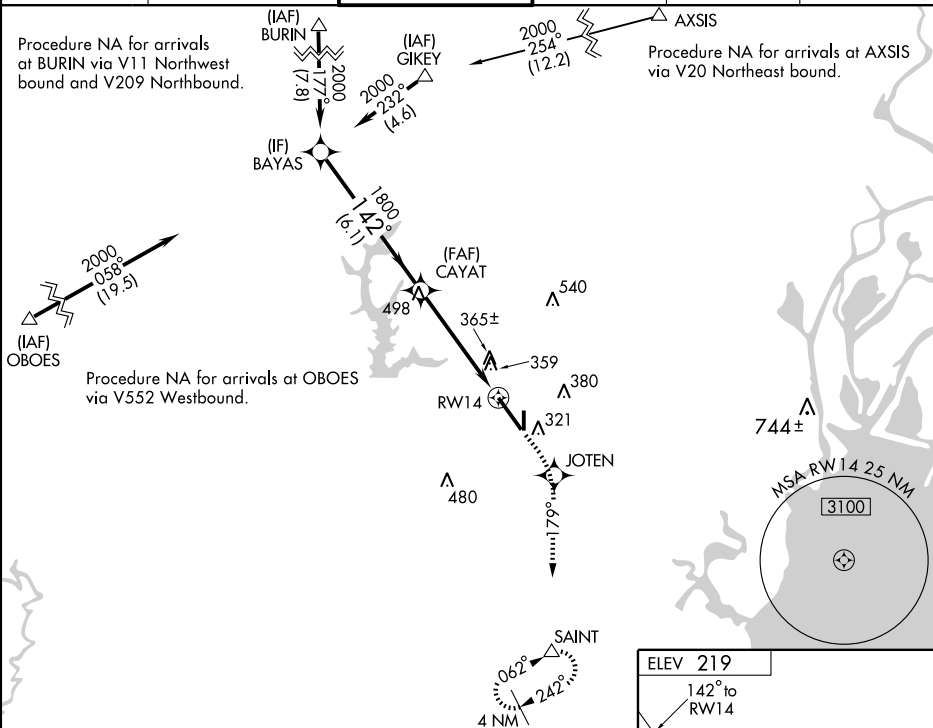 (IAF)
BURIN
Procedure NA for arrivals
at BURIN via V11 Northwest
bound and V209 Northbound.
2000
177°
(7.8)
(IAF)
GIKEY
2000
232°
(4.6)
2000
254°
(12.2)
AXSIS
Procedure NA for arrivals at AXSIS
via V20 Northeast bound.
(IF)
BAYAS
1800
142°
(6.1)
(FAF)
CAYAT
498
540
2000
058°
(19.5)
(IAF)
OBOES
365±
359
Procedure NA for arrivals at OBOES
via V552 Westbound.
RW14
380
321
744±
JOTEN
480
176°
MSA RW14 25 NM
3100
SAINT
062°
242°
4 NM
ELEV 219
142° to
RW14